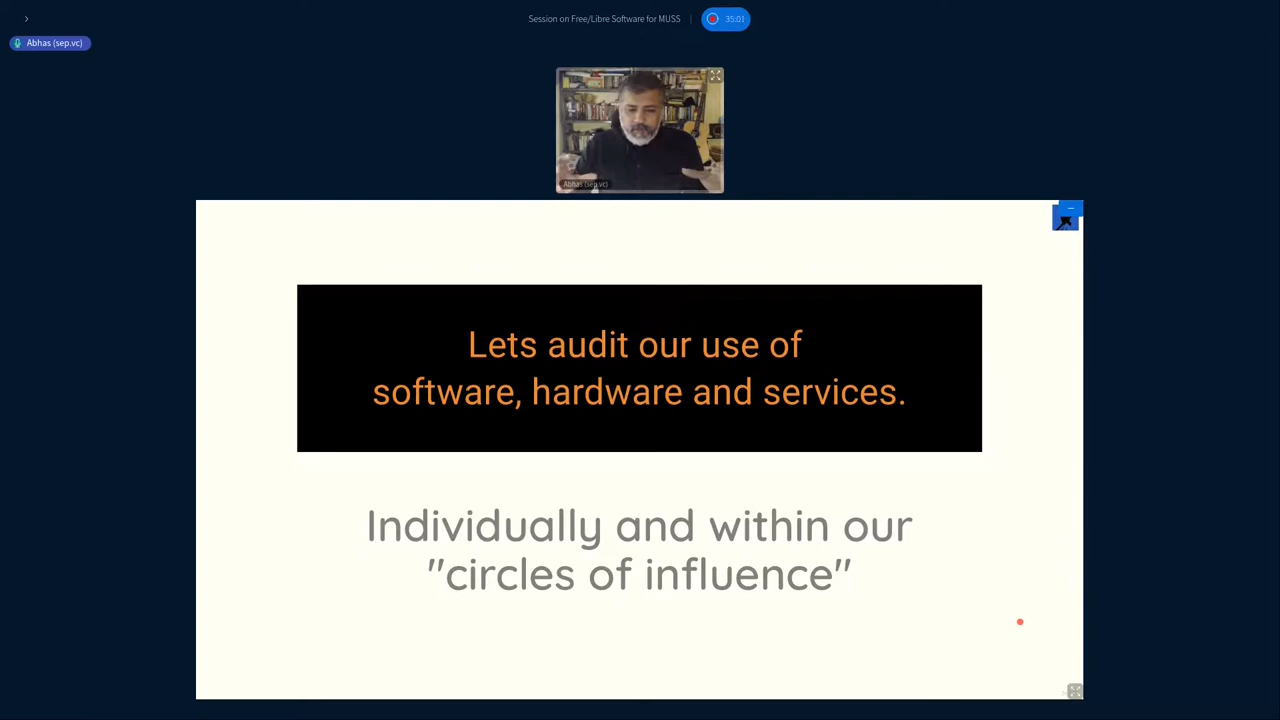 Session on Free/Libre Software for MUSS | 35:01
Abhas (sep.vc)
Abhas (sep.vc)
Lets audit our use of
software, hardware and services.
Individually and within our
"circles of influence"